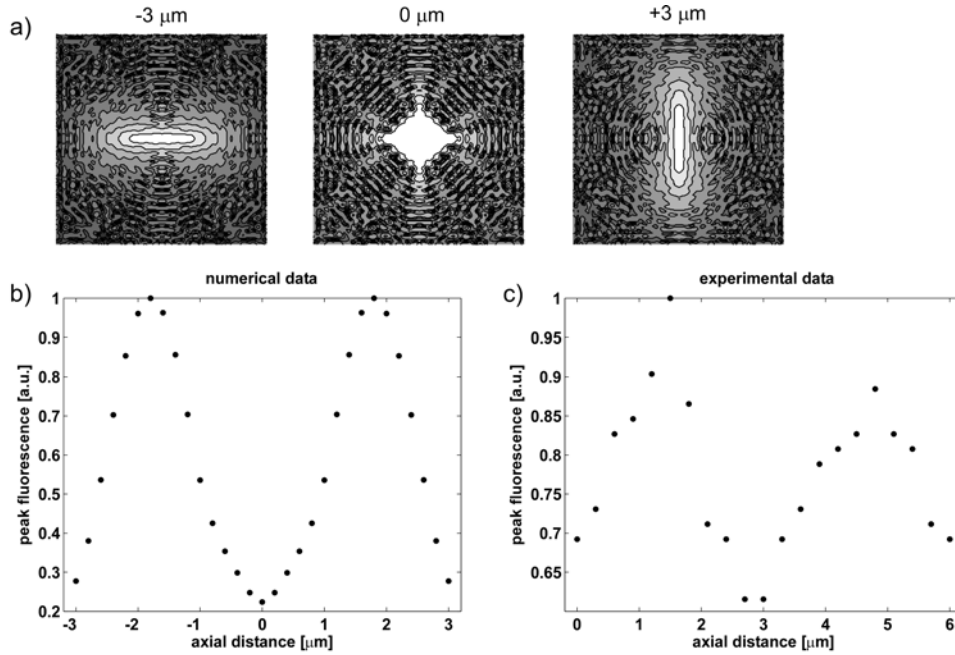 -3 μm 0 μm +3 μm
a)
b) numerical data
1
0.9
0.8
0.7
0.6
0.5
0.4
0.3
0.2
peak fluorescence [a.u.]
-3 -2 -1 0 1 2 3
axial distance [μm]
c) experimental data
1
0.95
0.9
0.85
0.8
0.75
0.7
0.65
peak fluorescence [a.u.]
0 1 2 3 4 5 6
axial distance [μm]